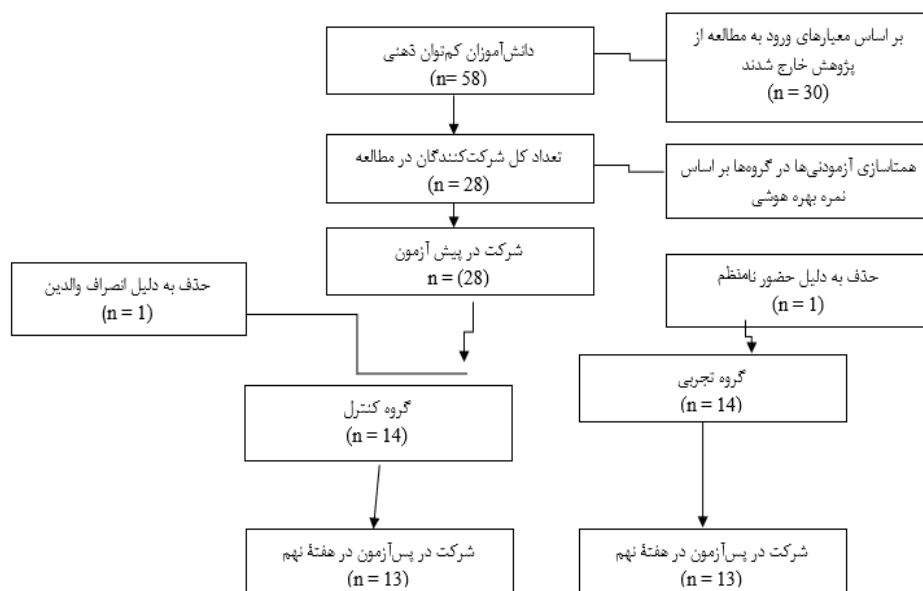 بر اساس معیارهای ورود به مطالعه از
پژوهش خارج شدند
(n = 30)
دانش‌آموزان کم‌توان ذهنی
(n= 58)
تعداد کل شرکت‌کنندگان در مطالعه
(n = 28)
همتاسازی آزمودنی‌ها در گروه‌ها بر اساس
نمره بهره هوشی
شرکت در پیش آزمون
n = (28)
حذف به دلیل حضور نامنظم
(n = 1)
حذف به دلیل انصراف والدین
(n = 1)
گروه تجربی
(n = 14)
گروه کنترل
(n = 14)
شرکت در پس‌آزمون در هفتهٔ نهم
(n = 13)
شرکت در پس‌آزمون در هفتهٔ نهم
(n = 13)